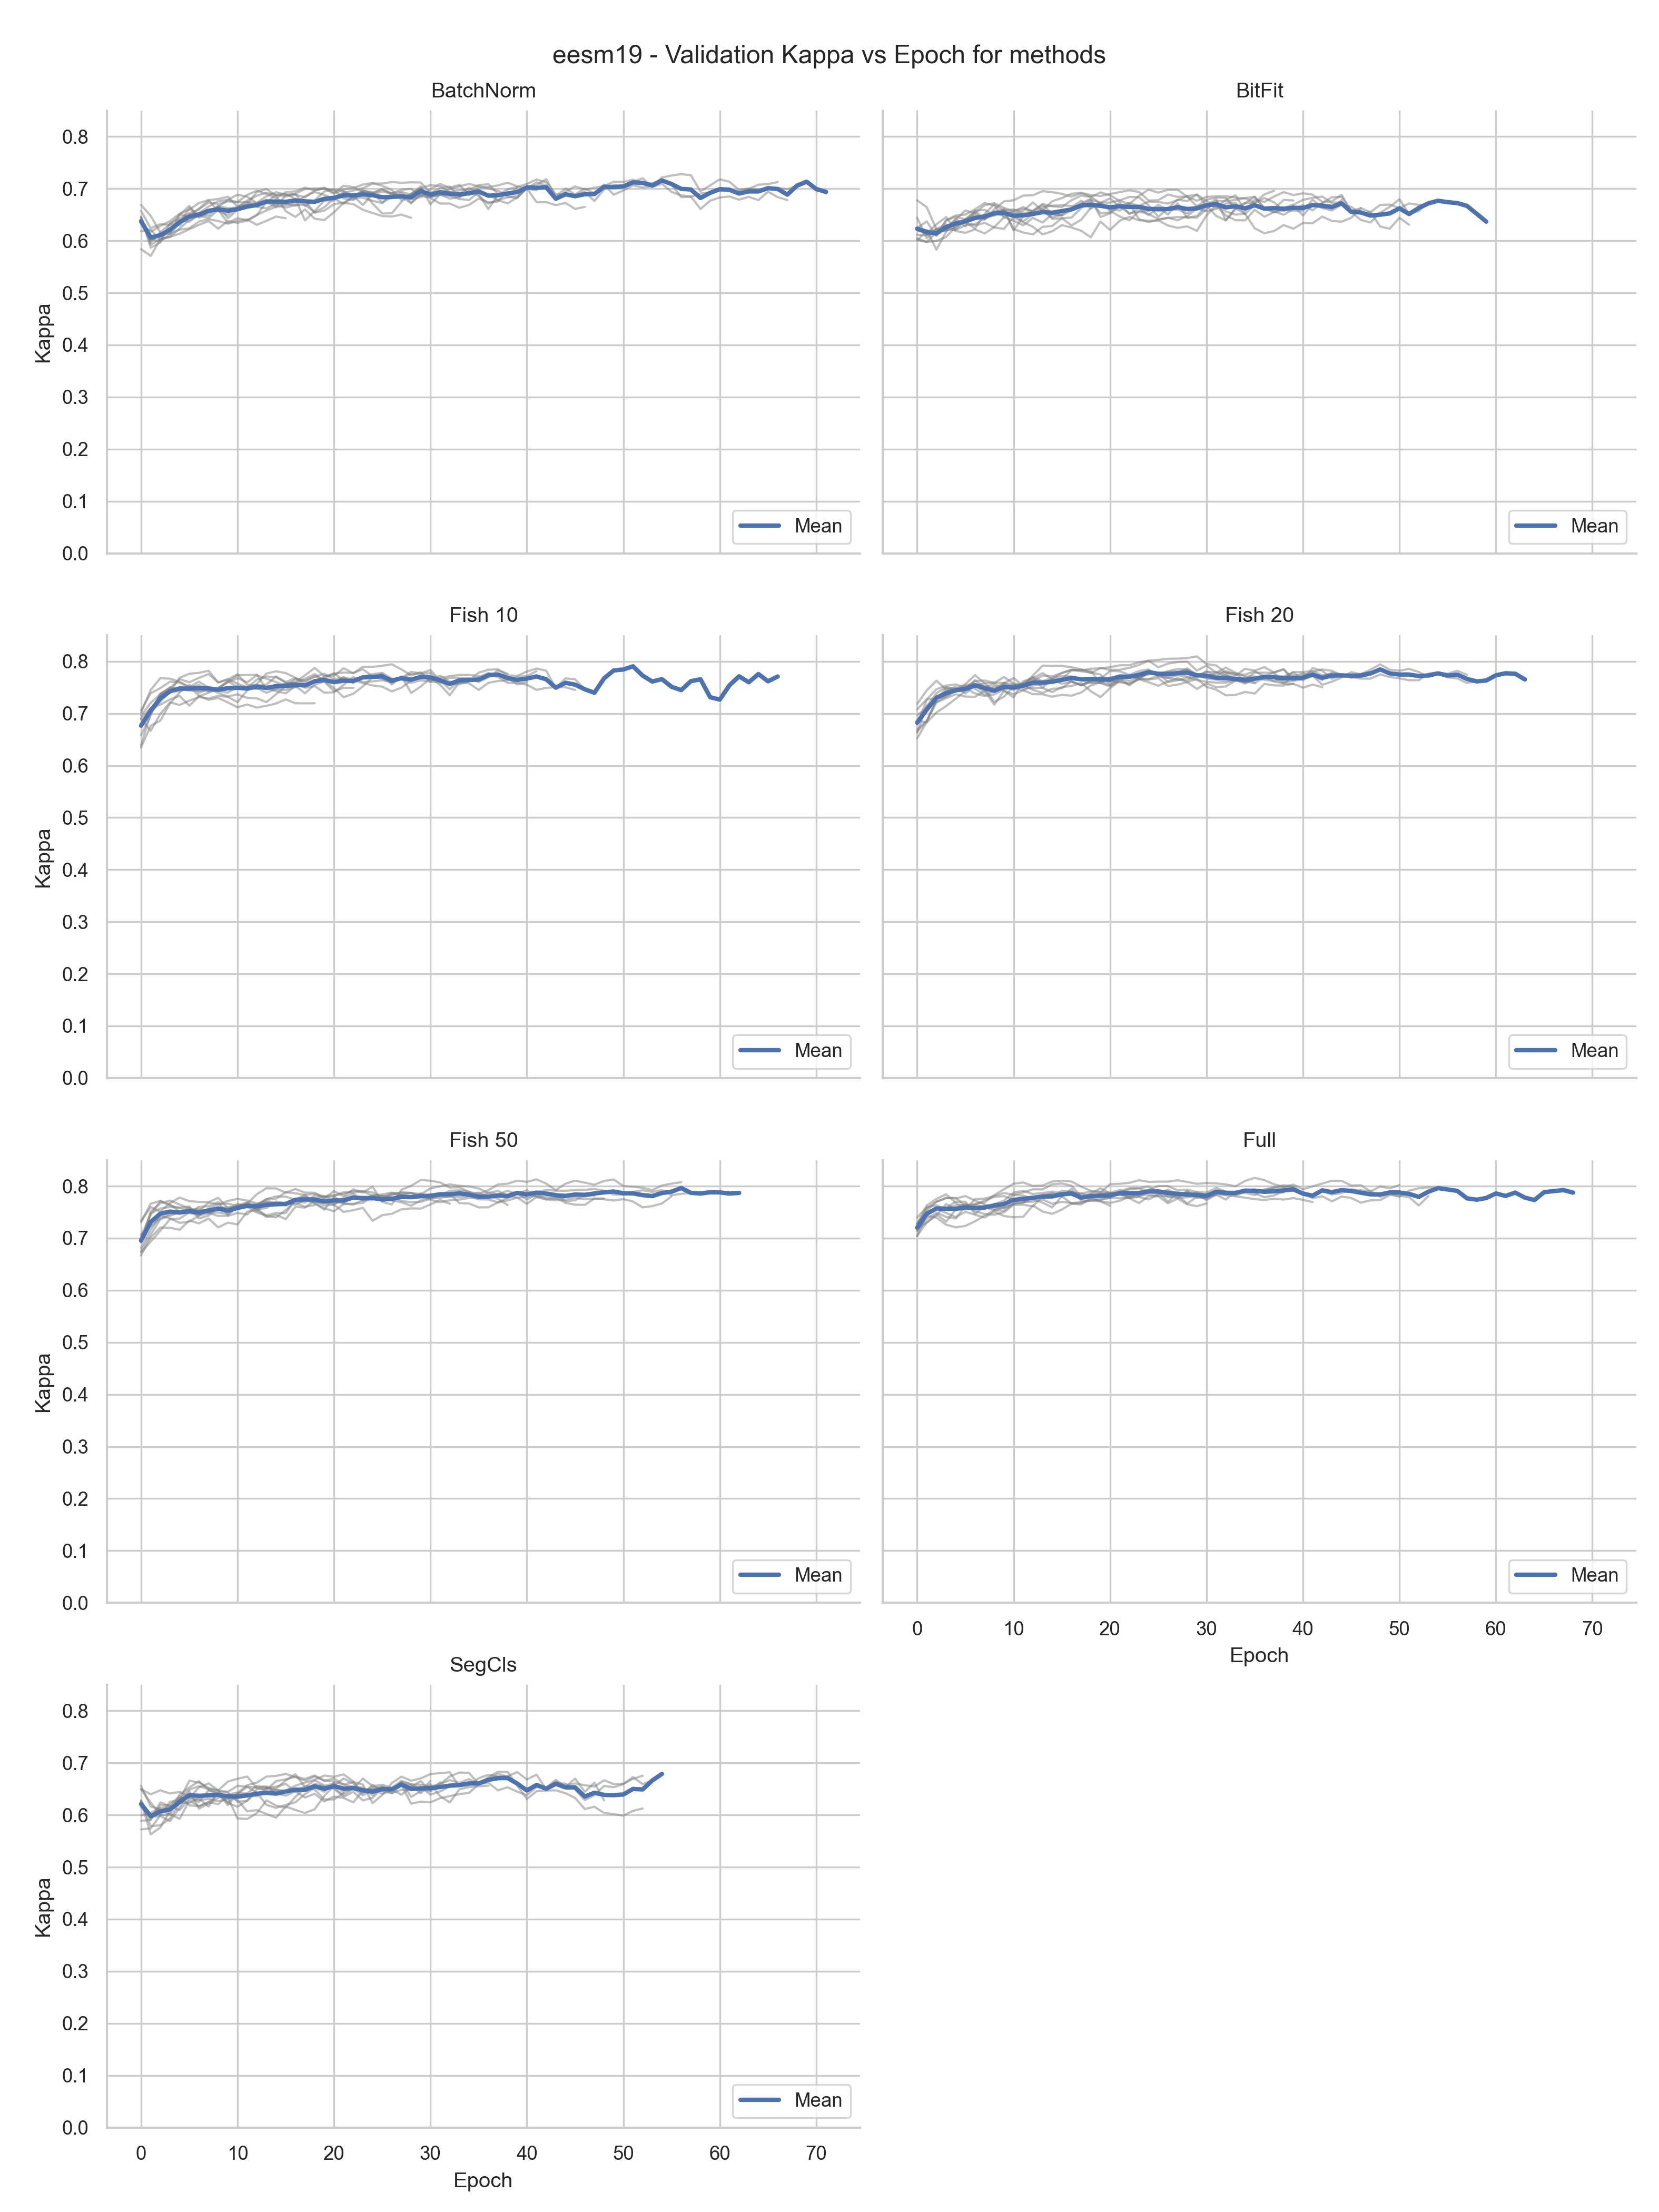 eesm19 - Validation Kappa vs Epoch for methods
BatchNorm
0.8
0.7
0.6
0.5
0.4
0.3
0.2
0.1
0.0
Kappa
Mean
BitFit
Mean
Fish 10
0.8
0.7
0.6
0.5
0.4
0.3
0.2
0.1
0.0
Kappa
Mean
Fish 20
Mean
Fish 50
0.8
0.7
0.6
0.5
0.4
0.3
0.2
0.1
0.0
Kappa
Mean
Full
Mean
0 10 20 30 40 50 60 70
Epoch
SegCls
0.8
0.7
0.6
0.5
0.4
0.3
0.2
0.1
0.0
Kappa
Mean
0 10 20 30 40 50 60 70
Epoch